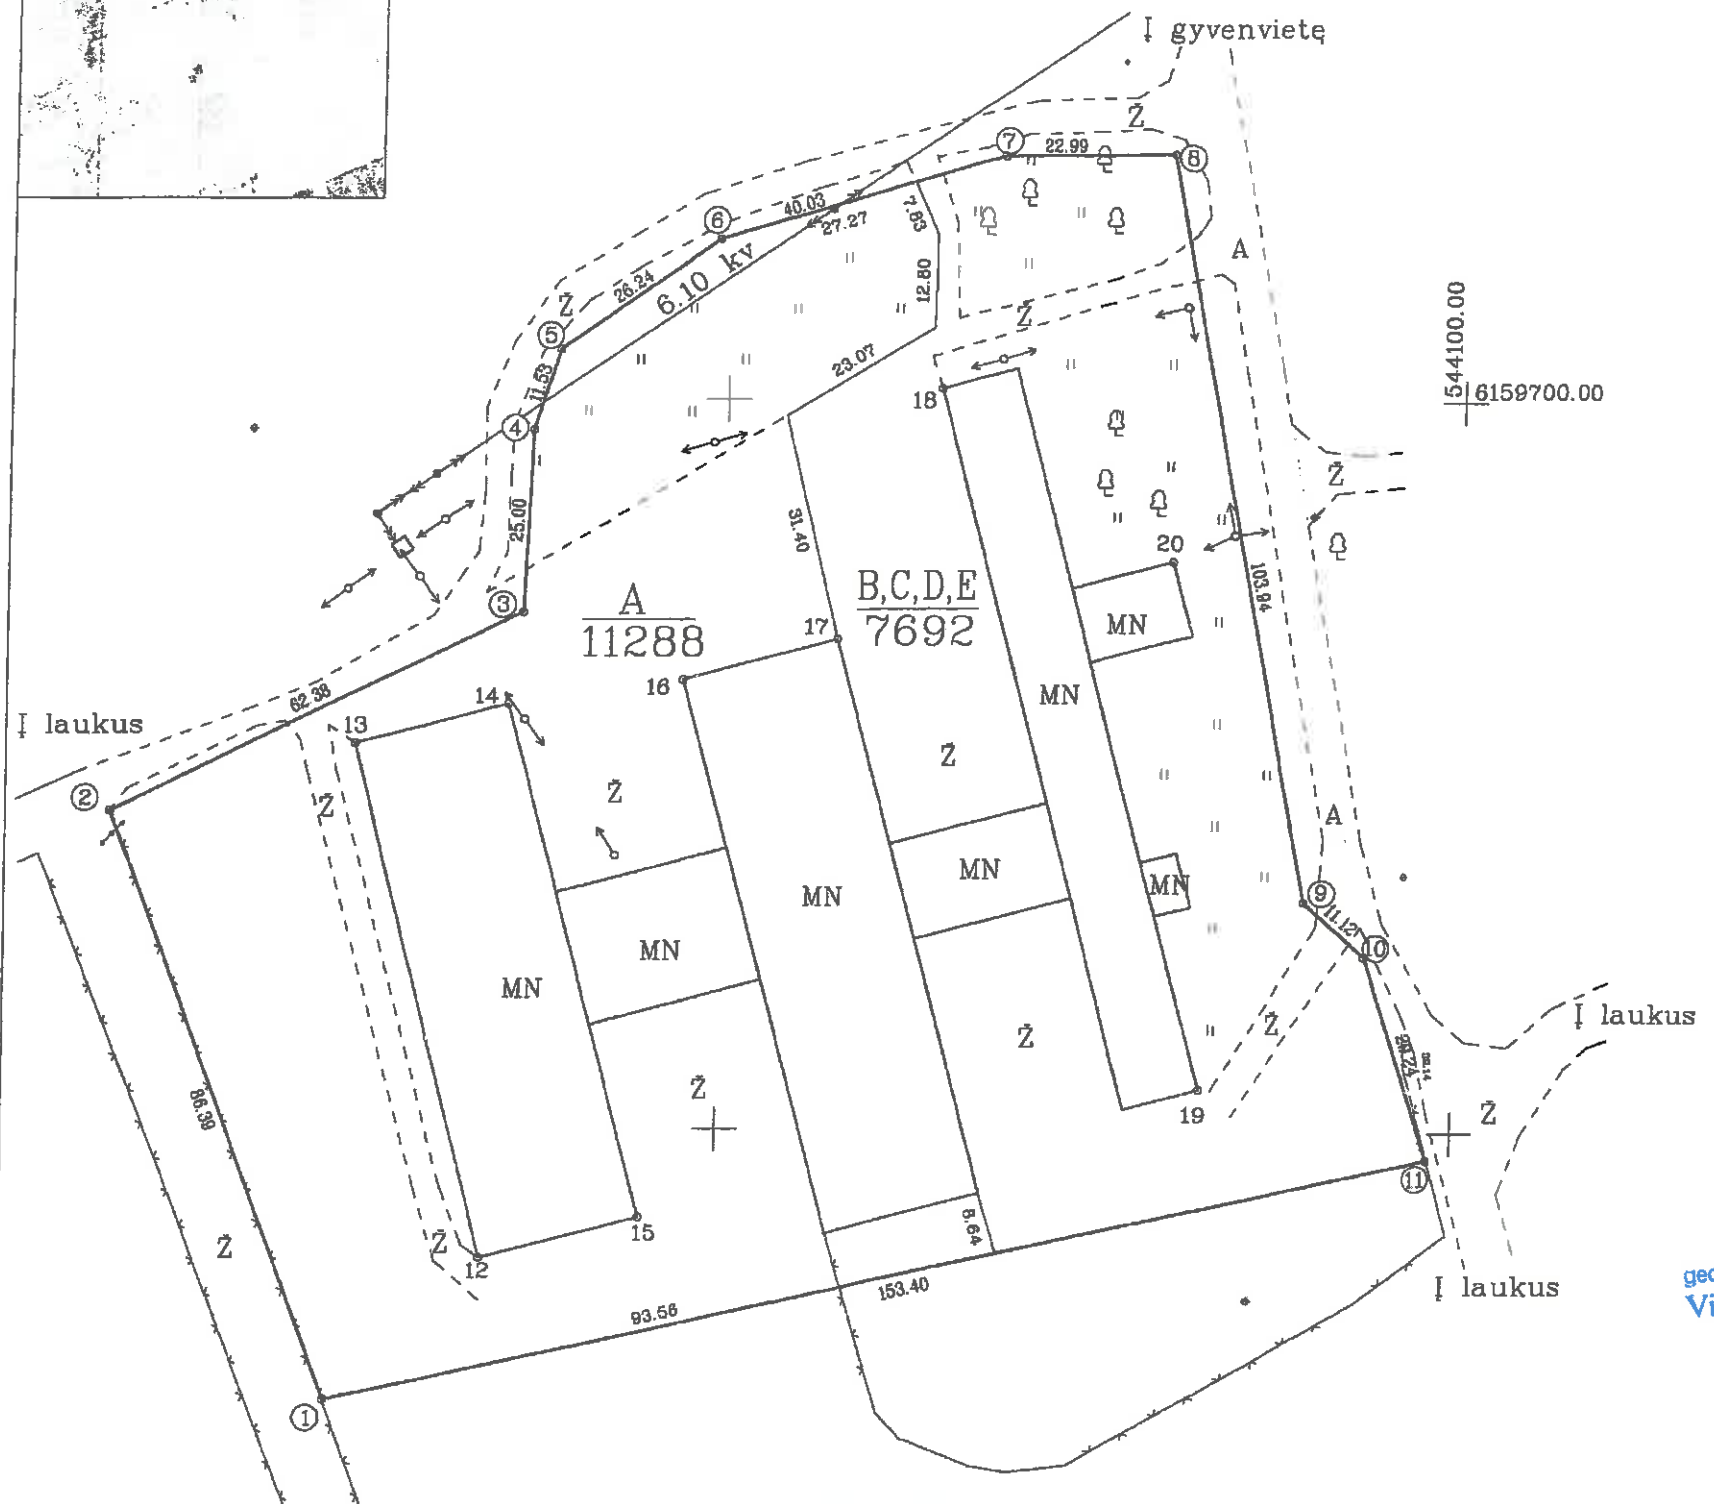 Į gyvenvietę
Ž
7
22.99
8
6
40.03
27.27
7.83
A
26.24
6.10 kv
12.80
Ž
Ž
5
544100.00
6159700.00
11.53
23.07
18
4
Ž
25.00
31.40
20
3
A
11288
B,C,D,E
7692
MN
103.94
17
16
14
62.38
MN
Į laukus
13
Ž
2
Ž
Ž
A
MN
MN
MN
9
11.12
10
MN
MN
Į laukus
Ž
Ž
29.24
Ž
86.39
19
Ž
11
15
8.64
Ž
Ž
12
Į laukus
153.40
93.56
1